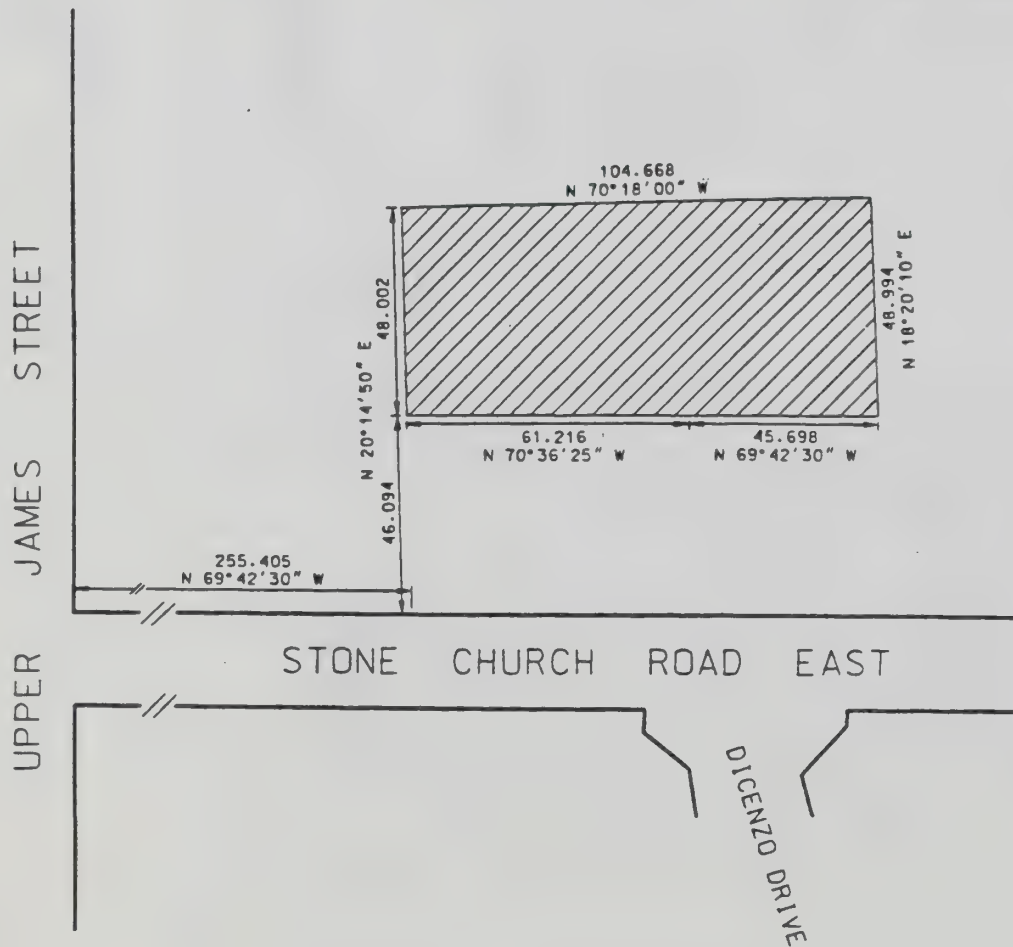 104.668
N 70°18'00" W
48.002
N 20°14'50" E
48.994
N 18°20'10" E
61.216
N 70°36'25" W
45.698
N 69°42'30" W
46.094
255.405
N 69°42'30" W
UPPER JAMES STREET
STONE CHURCH ROAD EAST
DICENZO DRIVE